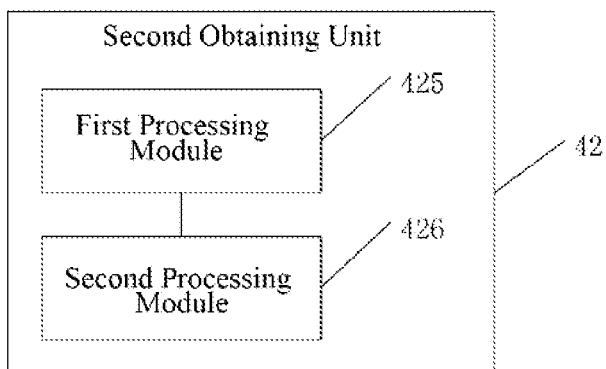 Second Obtaining Unit
First Processing
Module
425
42
Second Processing
Module
426